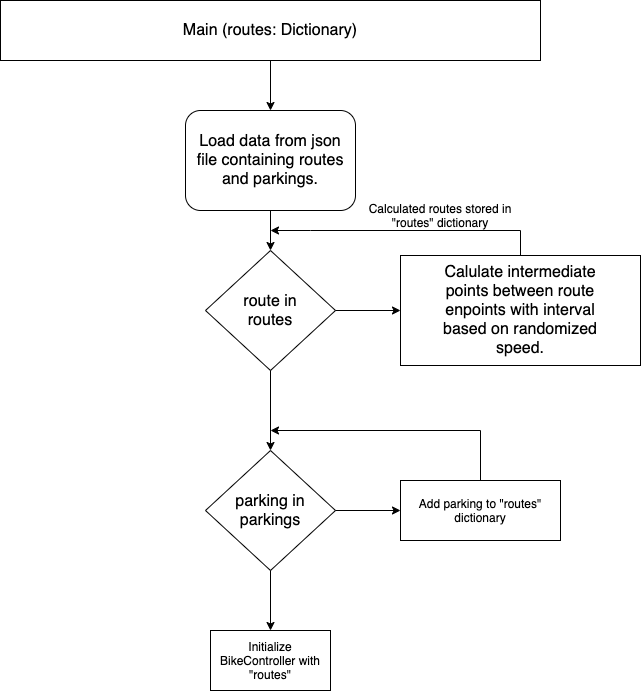 Main (routes: Dictionary)
Load data from json
file containing routes
and parkings.
Calculated routes stored in
"routes" dictionary
route in
routes
Calulate intermediate
points between route
enpoints with interval
based on randomized
speed.
parking in
parkings
Add parking to "routes"
dictionary
Initialize
BikeController with
"routes"